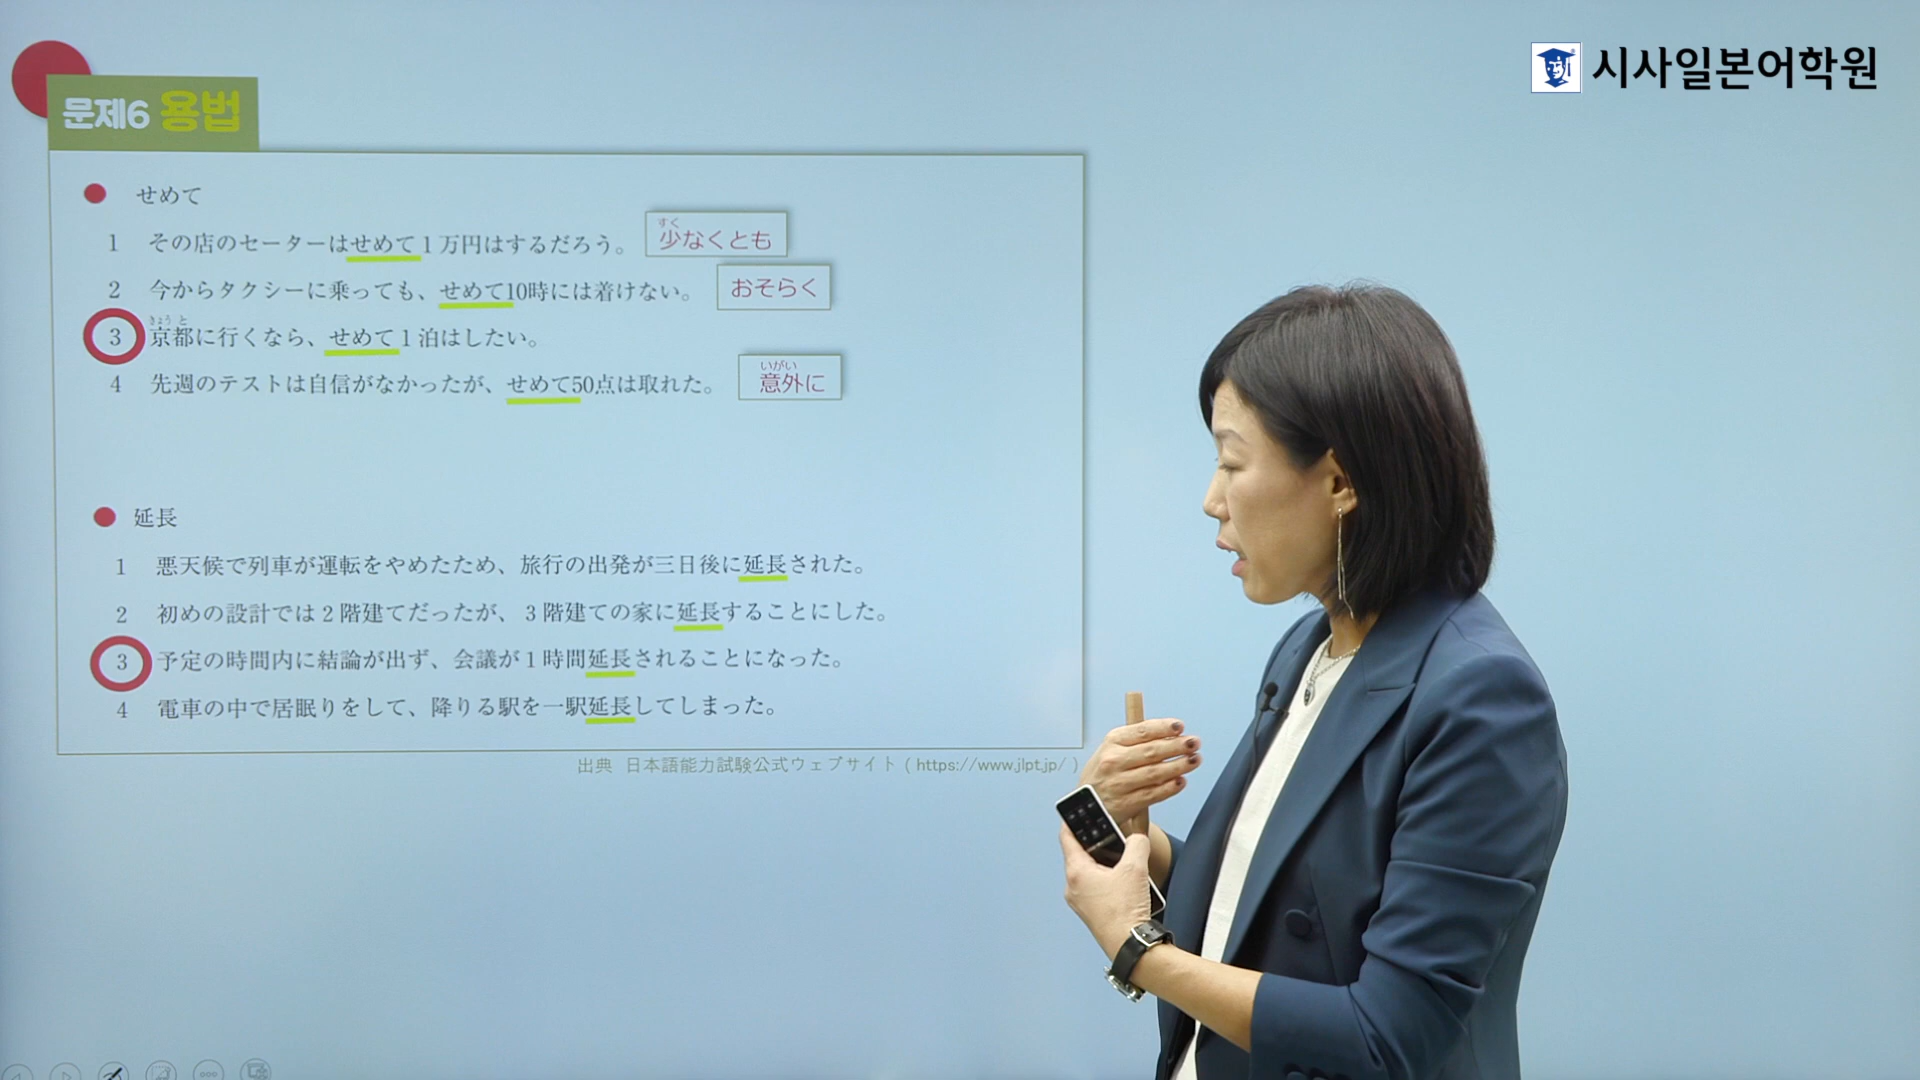 시사일본어학원
문제6 용법
せめて
1 その店のセーターはせめて1万円はするだろう。
少なくとも
すく
2 今からタクシーに乗っても、せめて10時には着けない。
おそらく
3 京都に行くなら、せめて1泊はしたい。
きょうと
4 先週のテストは自信がなかったが、せめて50点は取れた。
意外に
いがい
延長
1 悪天候で列車が運転をやめたため、旅行の出発が三日後に延長された。
2 初めの設計では2階建てだったが、3階建ての家に延長することにした。
3 予定の時間内に結論が出ず、会議が1時間延長されることになった。
4 電車の中で居眠りをして、降りる駅を一駅延長してしまった。
出典 日本語能力試験公式ウェブサイト ( https://www.jlpt.jp/ )